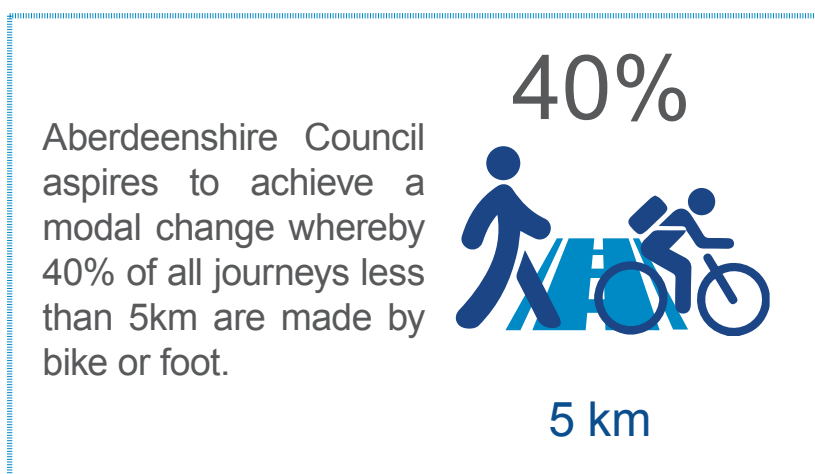 Aberdeenshire Council
aspires to achieve a
modal change whereby
40% of all journeys less
than 5km are made by
bike or foot.
40%
5 km